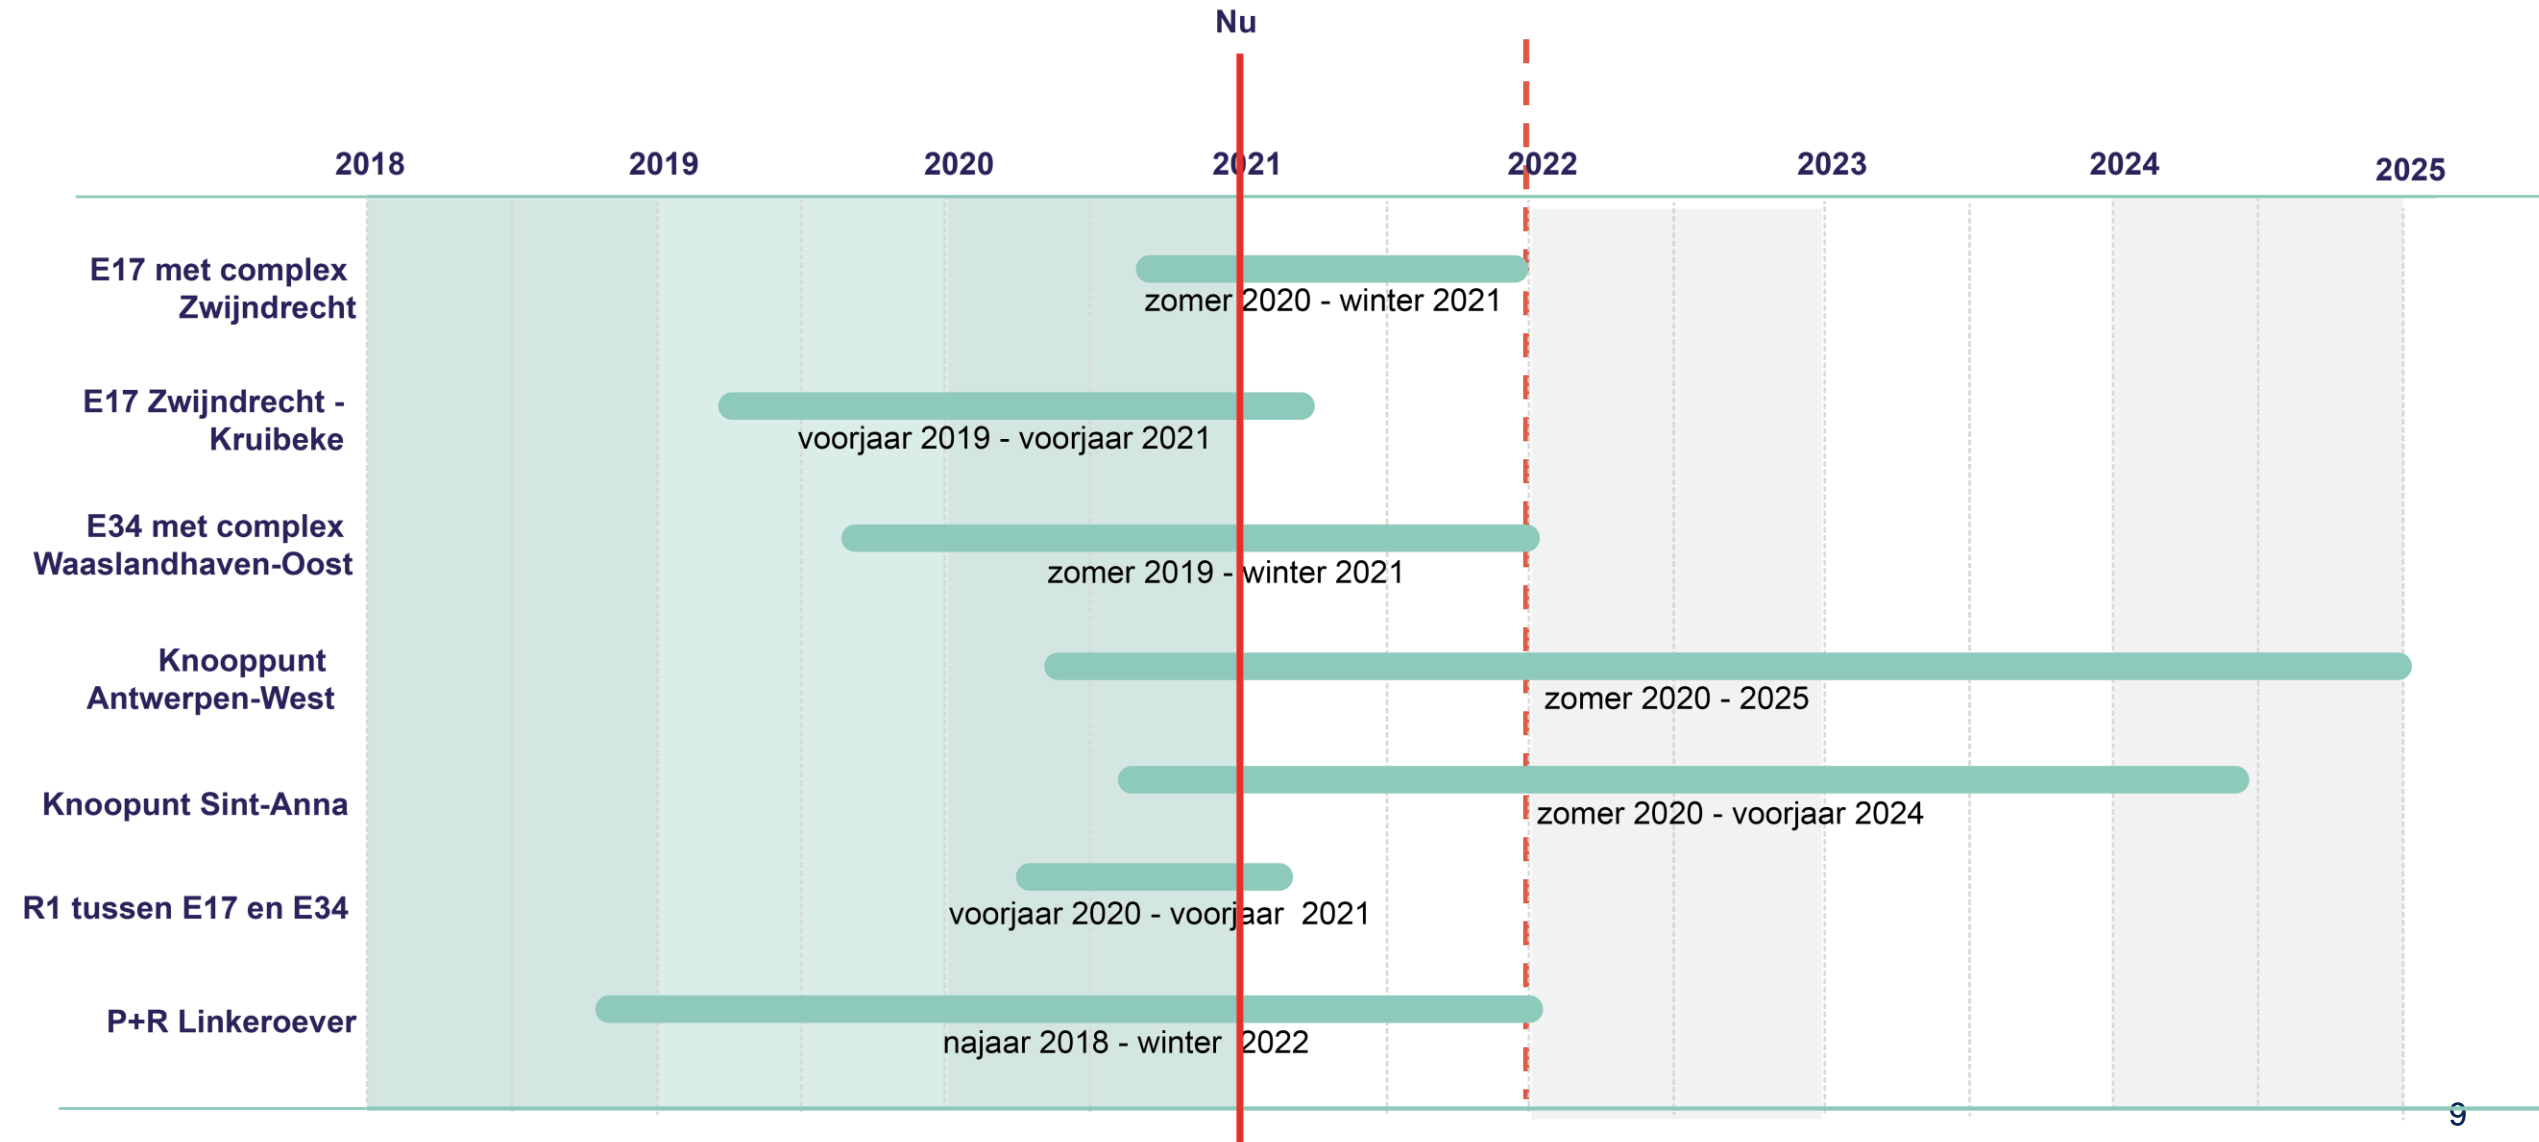 Nu
2018 2019 2020 2021 2022 2023 2024 2025
E17 met complex
Zwijndrecht
zomer 2020 - winter 2021
E17 Zwijndrecht -
Kruibeke
voorjaar 2019 - voorjaar 2021
E34 met complex
Waaslandhaven-Oost
zomer 2019 - winter 2021
Knooppunt
Antwerpen-West
zomer 2020 - 2025
Knoopunt Sint-Anna
zomer 2020 - voorjaar 2024
R1 tussen E17 en E34
voorjaar 2020 - voorjaar 2021
P+R Linkeroever
najaar 2018 - winter 2022
9